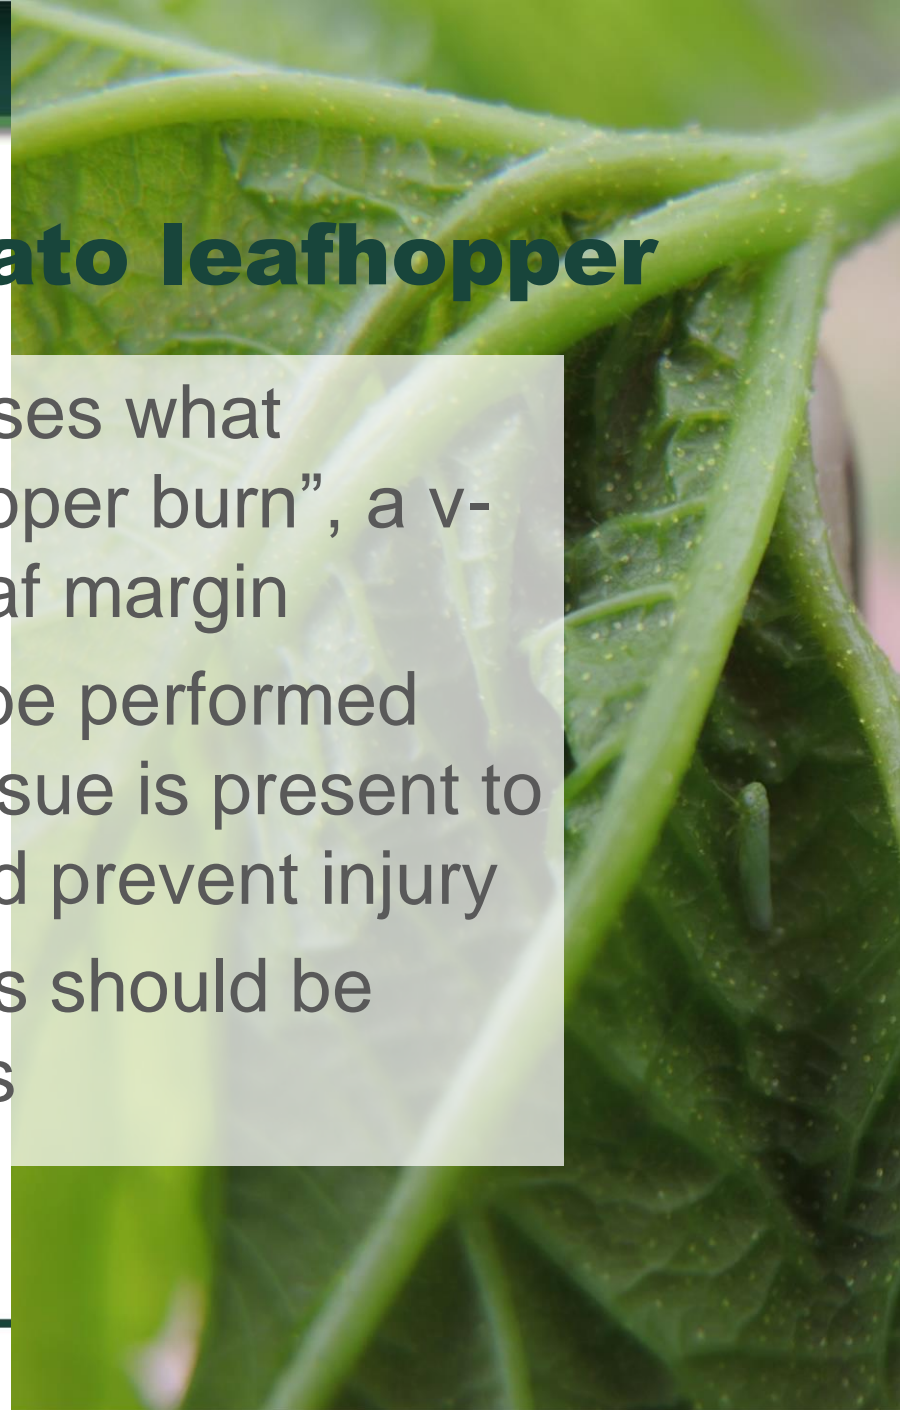 ato leafhopper
ses what
pper burn”, a v-
af margin
be performed
sue is present to
d prevent injury
s should be
s